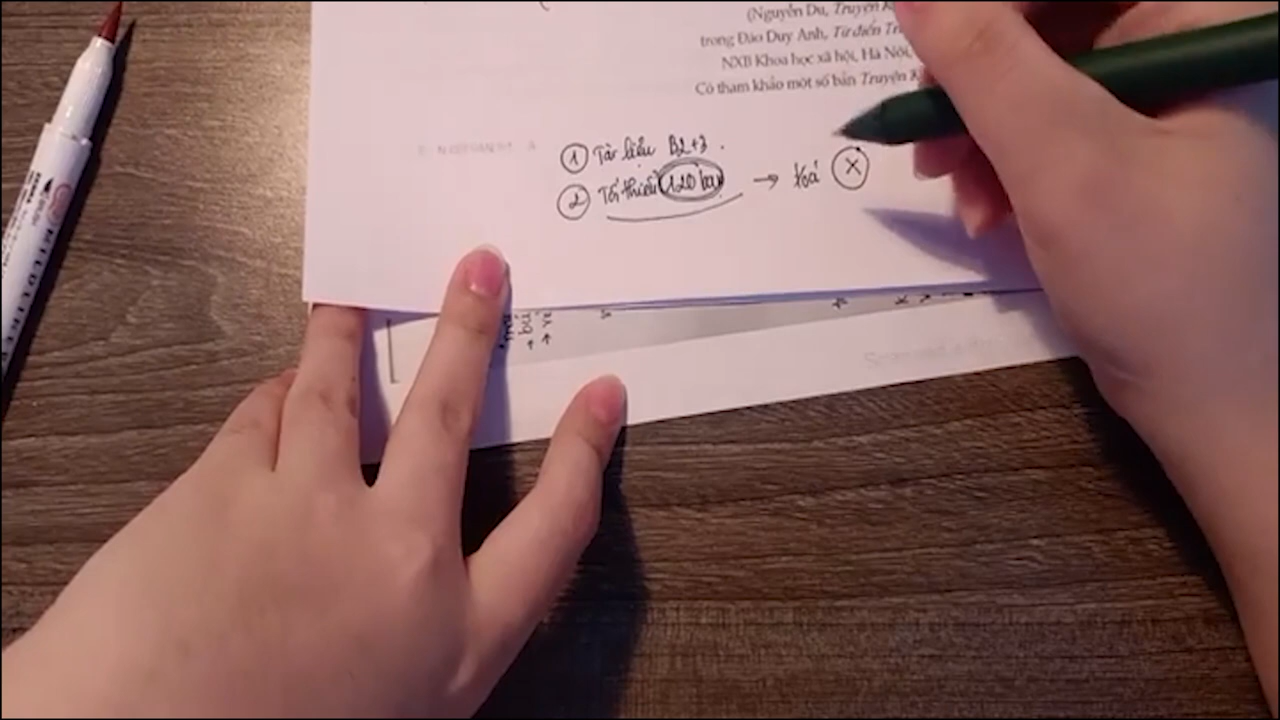 (Nguyễn Du, Truyện K
trong Đào Duy Anh, Từ điển Tr
NXB Khoa học xã hội, Hà Nội,
Có tham khảo một số bản Truyện K
① Tài liệu B2+3.
② Tối thiểu 120 bạn → Xoá Ⓧ